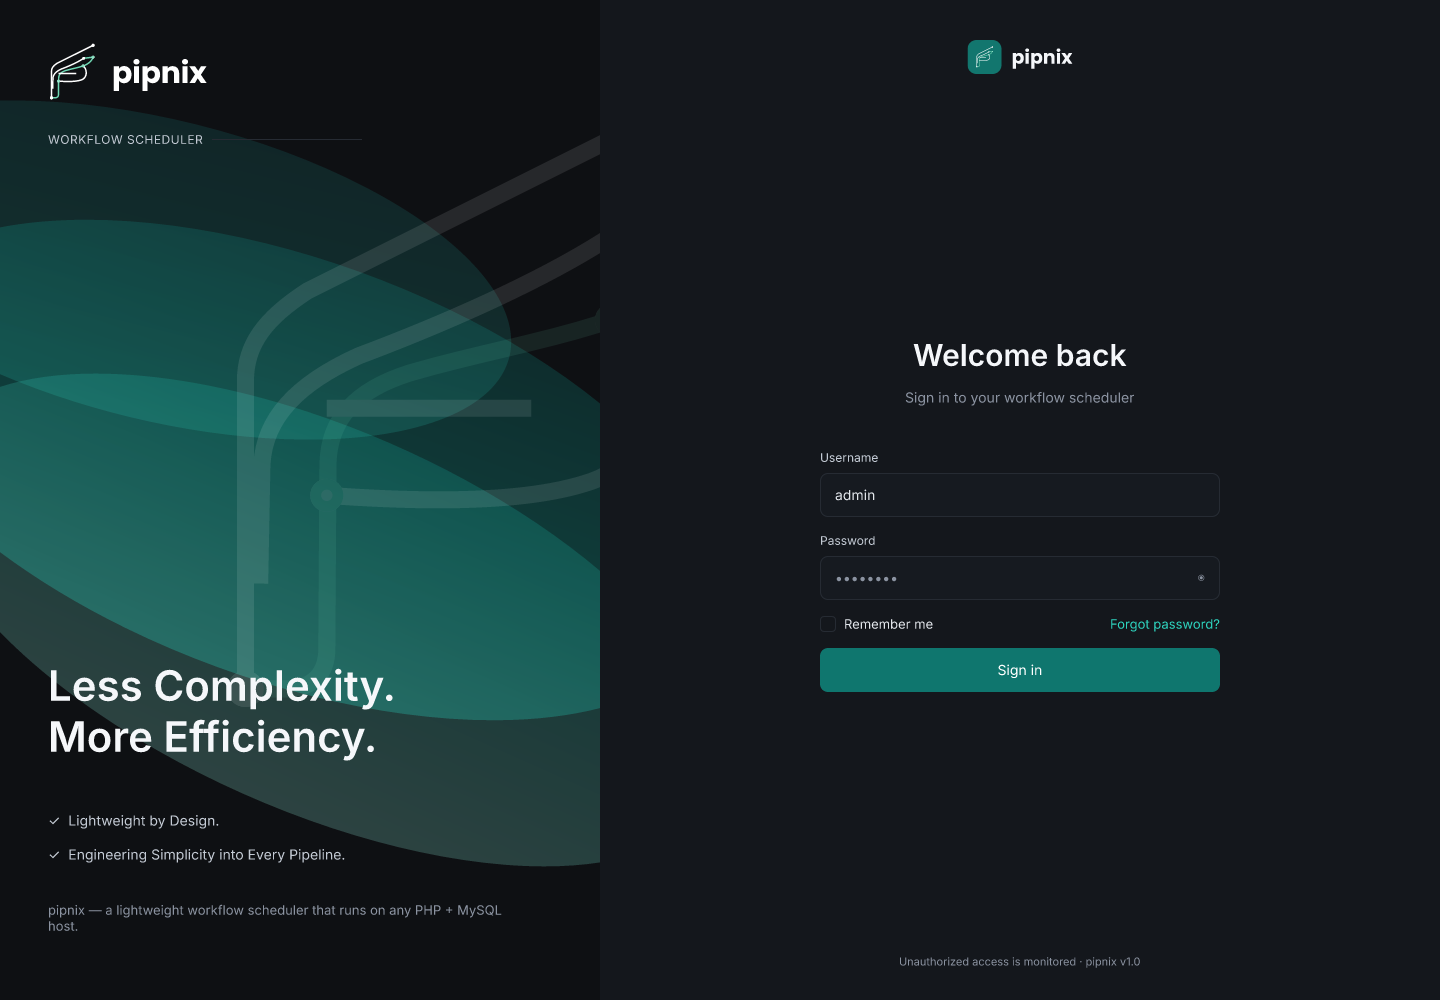 pipnix
WORKFLOW SCHEDULER
Less Complexity.
More Efficiency.
✓ Lightweight by Design.
✓ Engineering Simplicity into Every Pipeline.
pipnix — a lightweight workflow scheduler that runs on any PHP + MySQL
host.
pipnix
Welcome back
Sign in to your workflow scheduler
Username
admin
Password
••••••••
Remember me
Forgot password?
Sign in
Unauthorized access is monitored · pipnix v1.0